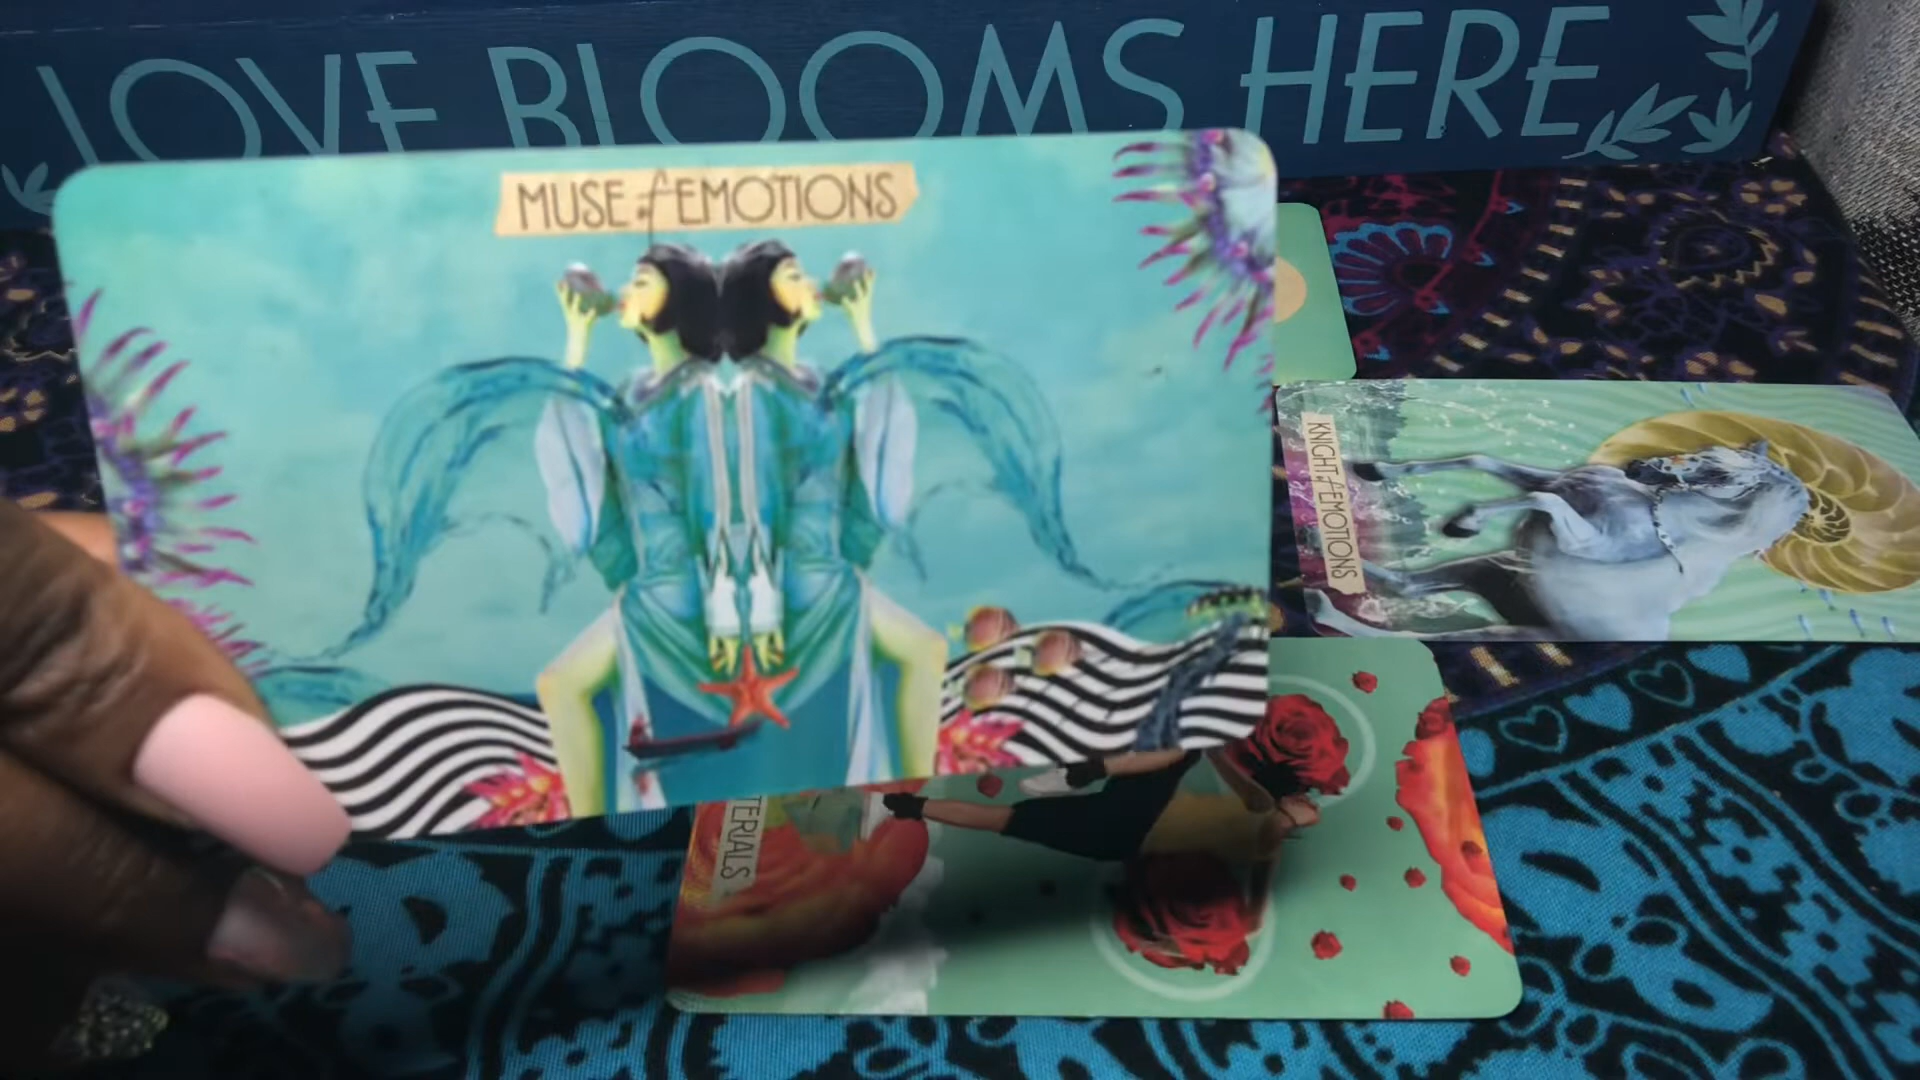 LOVE BLOOMS HERE
MUSE of EMOTIONS
KNIGHT of EMOTIONS
TERIALS